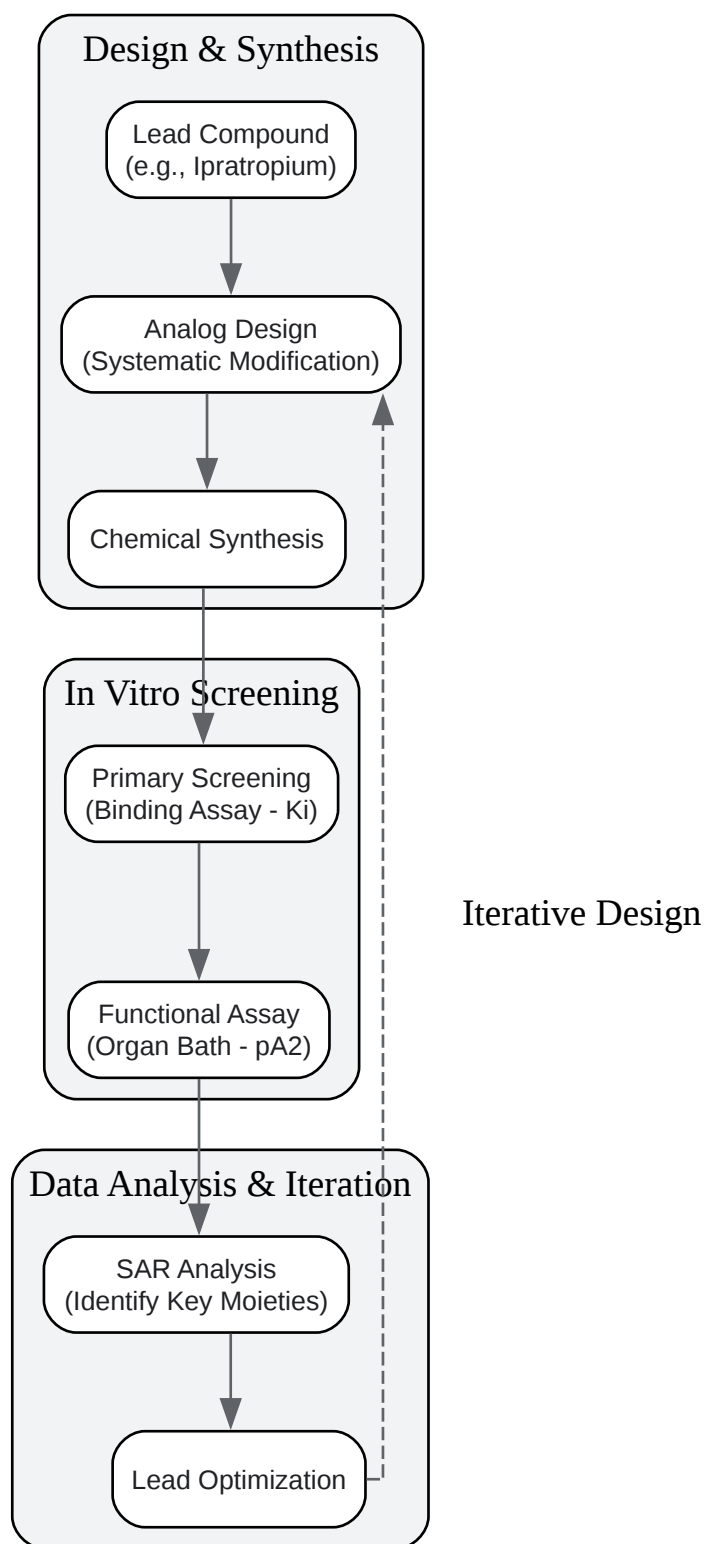 Design & Synthesis
Lead Compound
(e.g., Ipratropium)
Analog Design
(Systematic Modification)
Chemical Synthesis
In Vitro Screening
Primary Screening
(Binding Assay - Ki)
Iterative Design
Functional Assay
(Organ Bath - pA2)
Data Analysis & Iteration
SAR Analysis
(Identify Key Moieties)
Lead Optimization